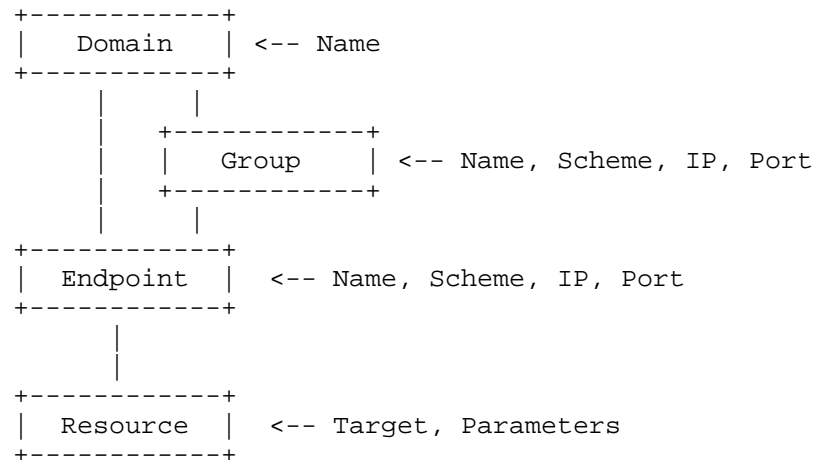 Domain <-- Name
Group <-- Name, Scheme, IP, Port
Endpoint <-- Name, Scheme, IP, Port
Resource <-- Target, Parameters